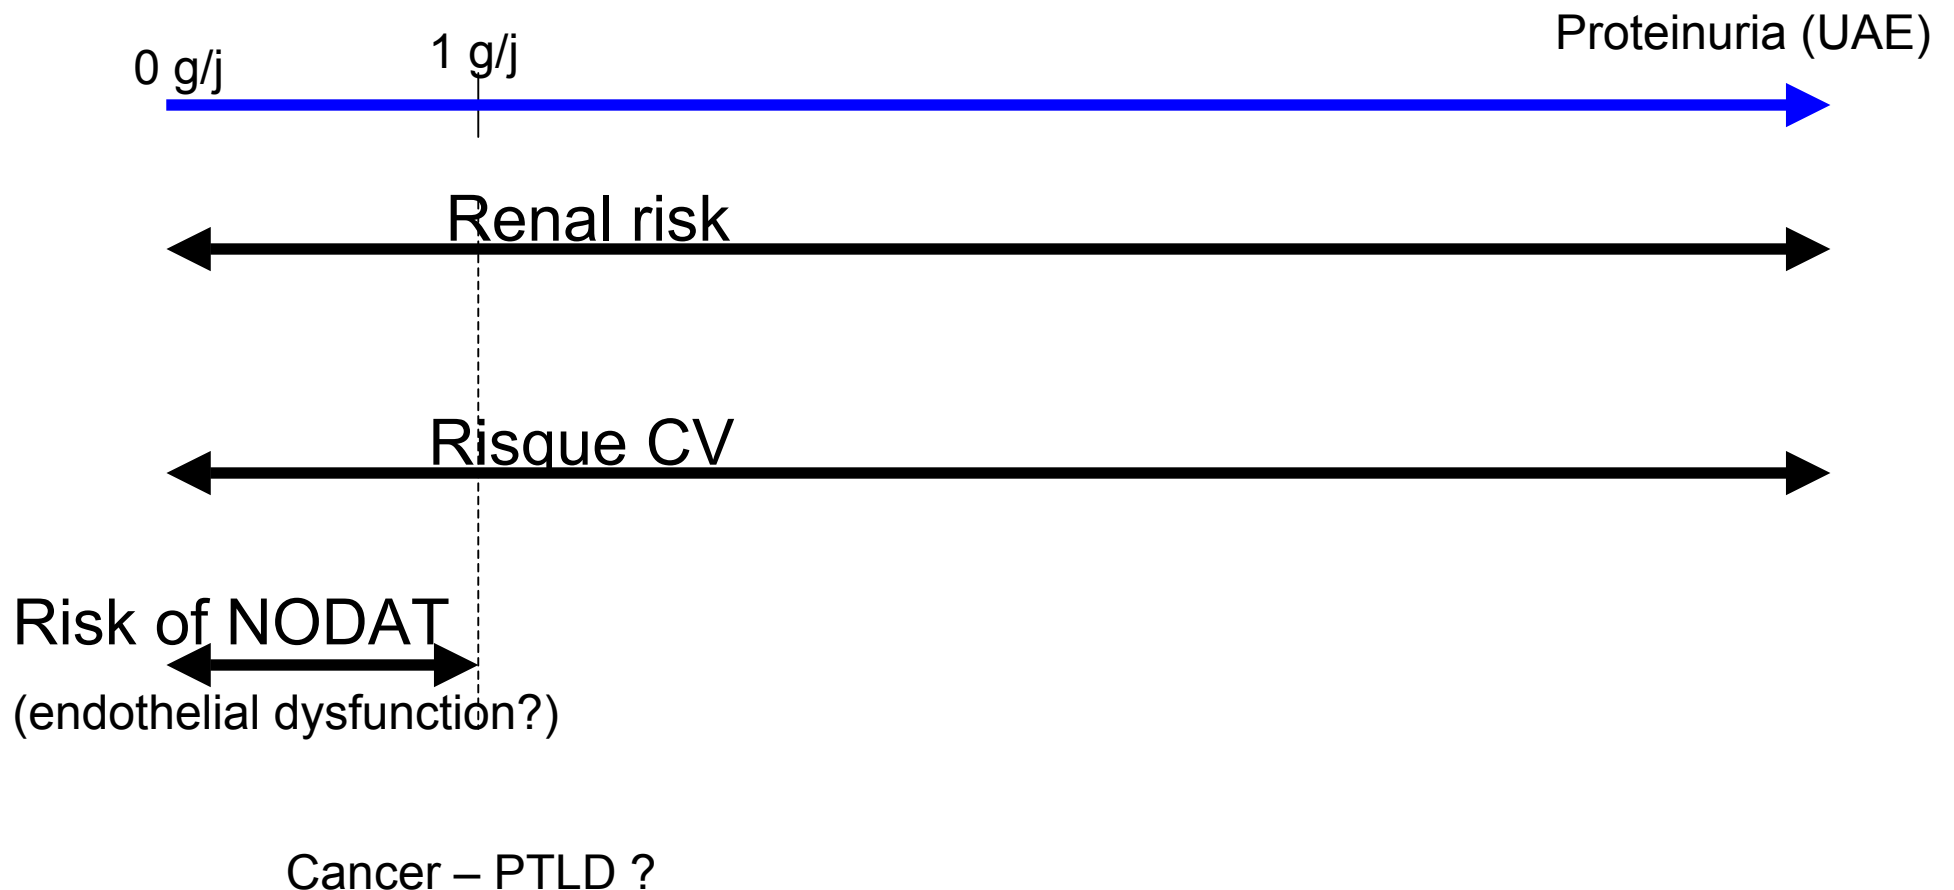 Proteinuria (UAE)
0 g/j
1 g/j
Renal risk
Risque CV
Risk of NODAT
(endothelial dysfunction?)
Cancer – PTLD ?